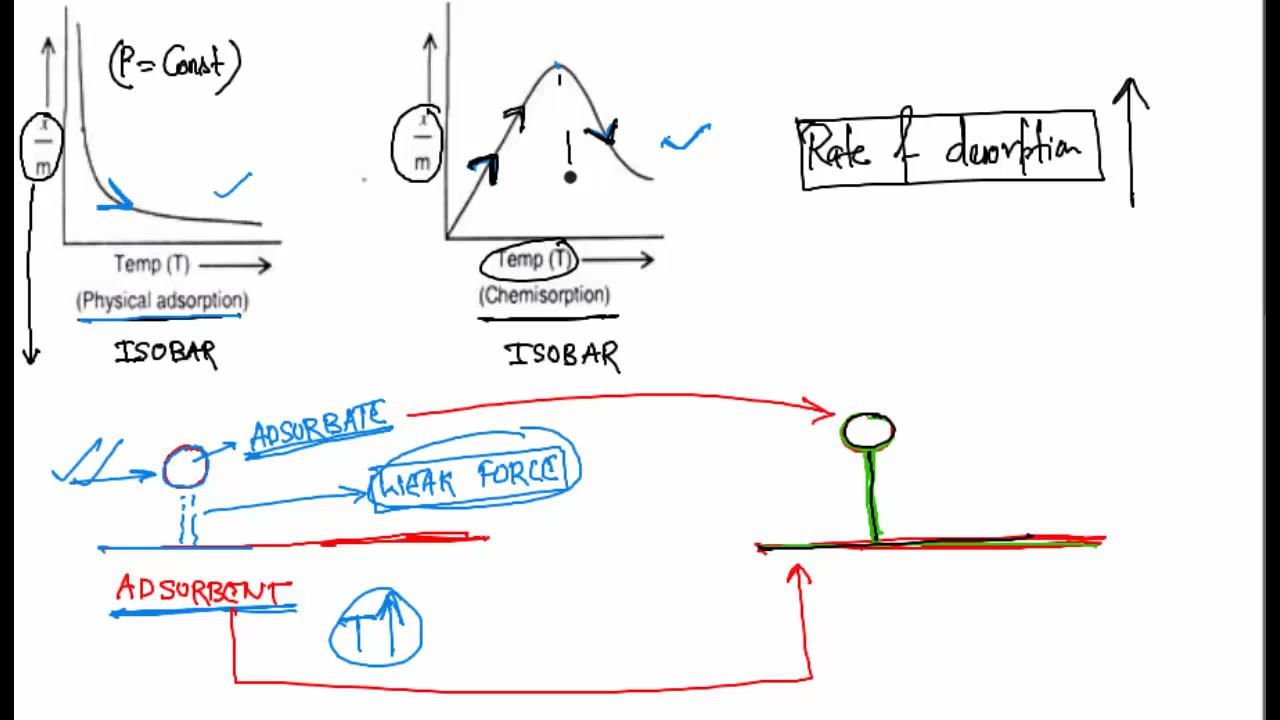 (P = Const)
x
m
Temp (T)
(Physical adsorption)
ISOBAR
x
m
Temp (T)
(Chemisorption)
ISOBAR
Rate of desorption
ADSORBATE
WEAK FORCE
ADSORBENT
T↑